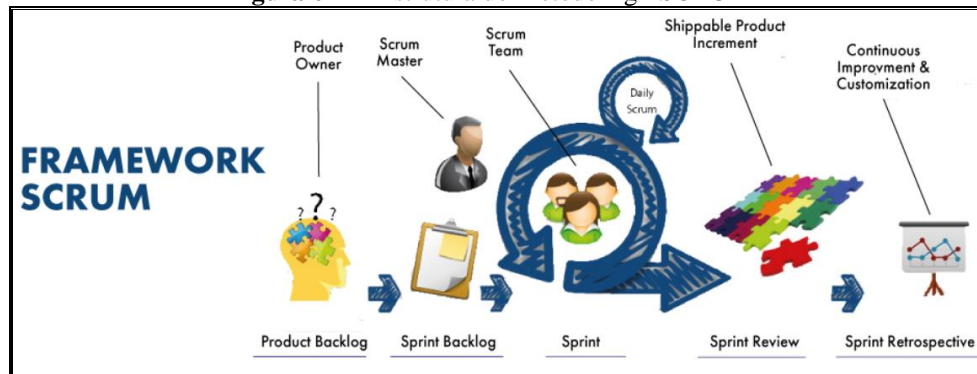 Product
Owner
Scrum
Master
Scrum
Team
Shippable Product
Increment
Continuous
Improvment &
Customization
Daily
Scrum
FRAMEWORK
SCRUM
? ? ?
Product Backlog
Sprint Backlog
Sprint
Sprint Review
Sprint Retrospective